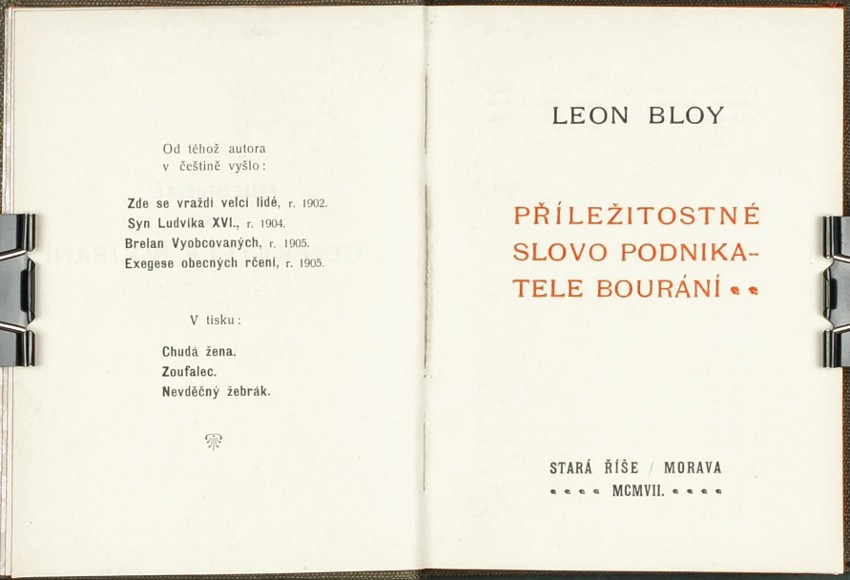 Od téhož autora
v češtině vyšlo:
Zde se vraždí velcí lidé, r. 1902.
Syn Ludvíka XVI., r. 1904.
Brelan Vyobcovaných, r. 1905.
Exegese obecných rčení, r. 1905.
V tisku:
Chudá žena.
Zoufalec.
Nevděčný žebrák.
LEON BLOY
PŘÍLEŽITOSTNÉ
SLOVO PODNIKA-
TELE BOURÁNÍ
STARÁ ŘÍŠE / MORAVA
MCMVII.